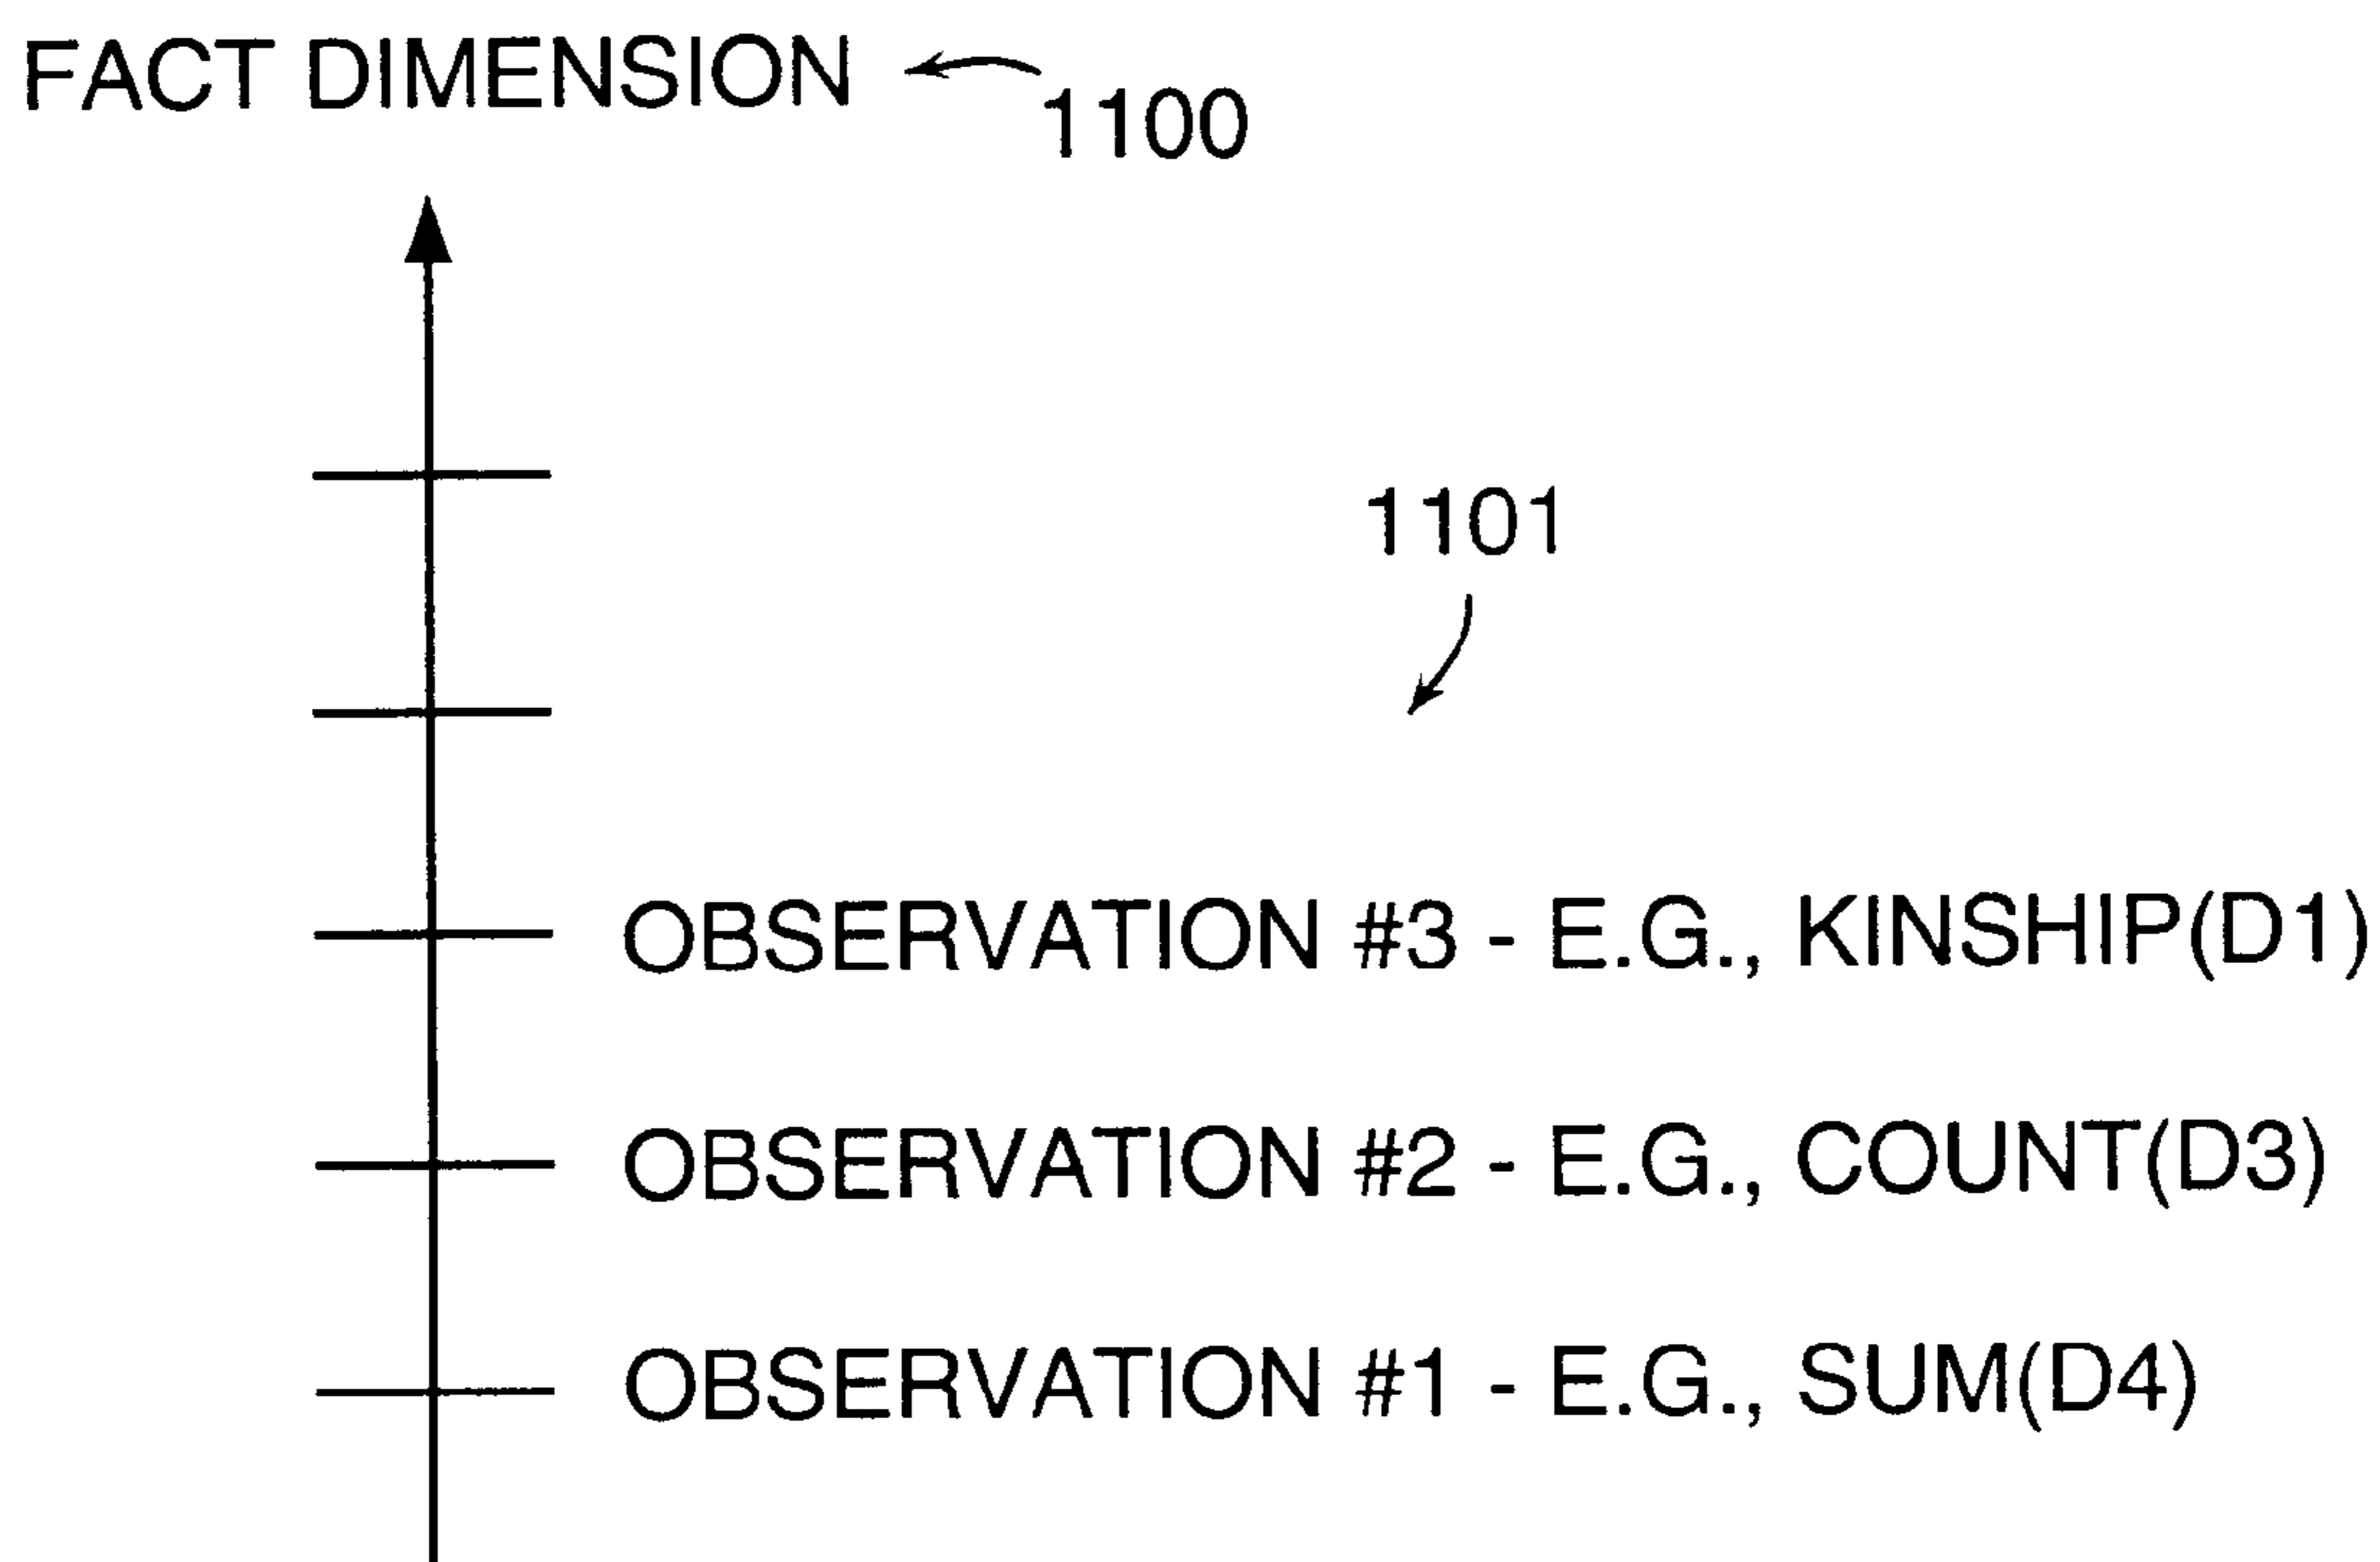 FACT DIMENSION
1100
1101
OBSERVATION #3 - E.G., KINSHIP(D1)
OBSERVATION #2 - E.G., COUNT(D3)
OBSERVATION #1 - E.G., SUM(D4)